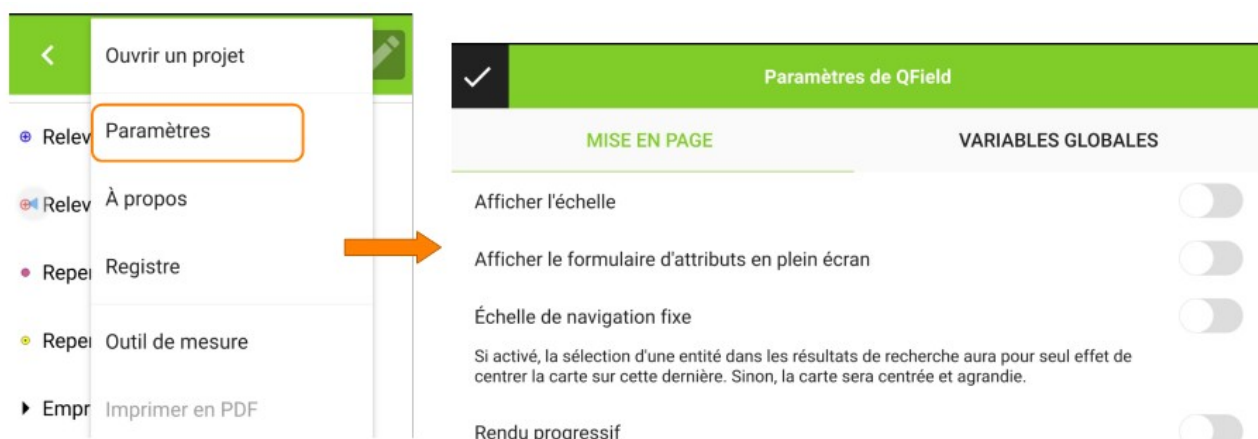 Ouvrir un projet
Relev
Paramètres
Relev
À propos
Reper
Registre
Reper
Outil de mesure
Empr
Imprimer en PDF
Paramètres de QField
MISE EN PAGE
VARIABLES GLOBALES
Afficher l'échelle
Afficher le formulaire d'attributs en plein écran
Échelle de navigation fixe
Si activé, la sélection d'une entité dans les résultats de recherche aura pour seul effet de
centrer la carte sur cette dernière. Sinon, la carte sera centrée et agrandie.
Rendu progressif